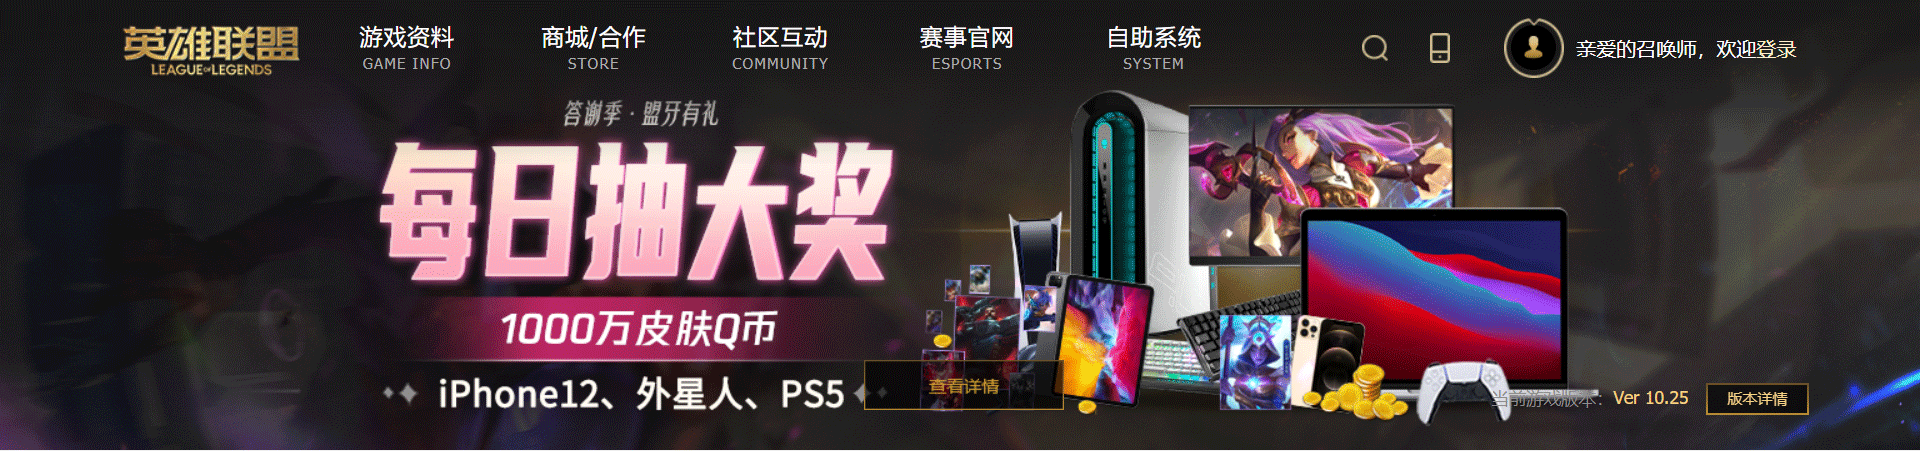 英雄联盟
LEAGUE OF LEGENDS
游戏资料
GAME INFO
商城/合作
STORE
社区互动
COMMUNITY
赛事官网
ESPORTS
自助系统
SYSTEM
亲爱的召唤师，欢迎登录
答谢季·盟牙有礼
每日抽大奖
1000万皮肤Q币
iPhone12、外星人、PS5
查看详情
当前游戏版本：Ver 10.25
版本详情